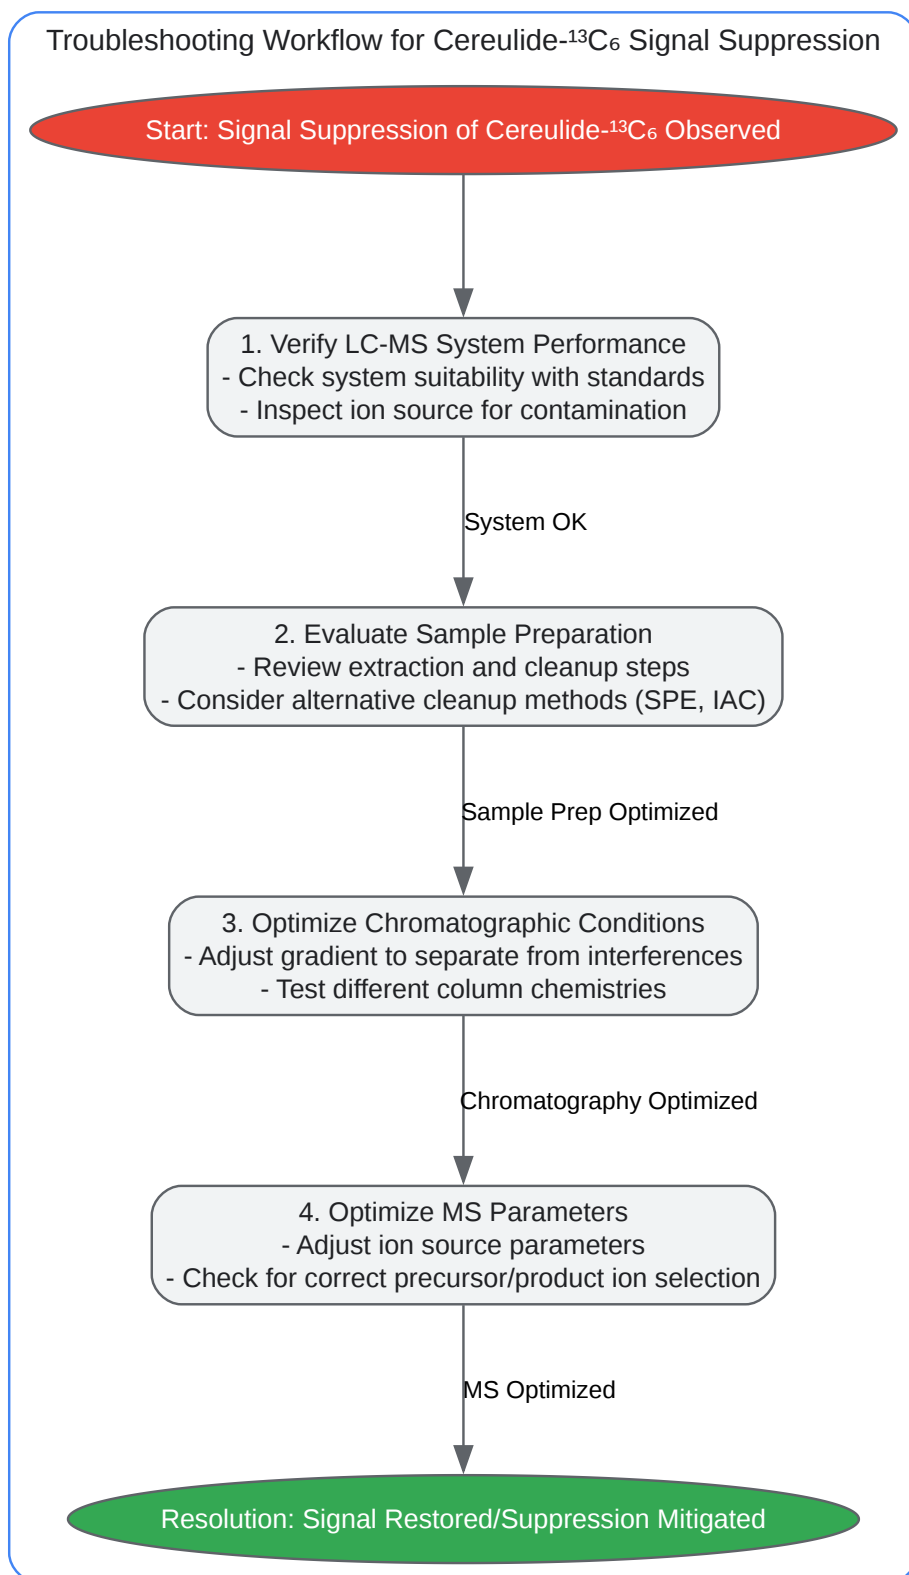 Troubleshooting Workflow for Cereulide-¹³C₆ Signal Suppression
Start: Signal Suppression of Cereulide-¹³C₆ Observed
1. Verify LC-MS System Performance
- Check system suitability with standards
- Inspect ion source for contamination
System OK
2. Evaluate Sample Preparation
- Review extraction and cleanup steps
- Consider alternative cleanup methods (SPE, IAC)
Sample Prep Optimized
3. Optimize Chromatographic Conditions
- Adjust gradient to separate from interferences
- Test different column chemistries
Chromatography Optimized
4. Optimize MS Parameters
- Adjust ion source parameters
- Check for correct precursor/product ion selection
MS Optimized
Resolution: Signal Restored/Suppression Mitigated